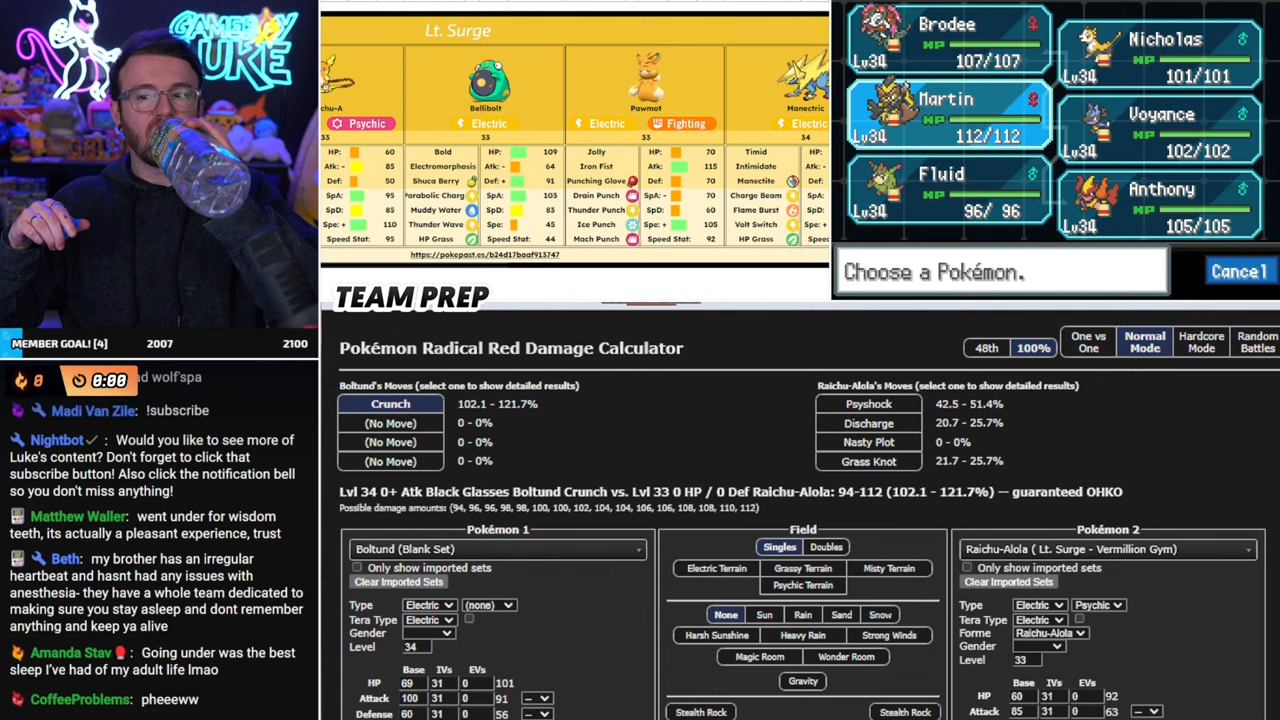 GAMEBOY
LUKE
Lt. Surge
chu-A
Bellibolt
Pawmot
Manectric
Psychic
Electric
Electric
Fighting
Electric
33
33
33
34
HP: 60 Bold HP: 109 Jolly HP: 70 Timid
Atk: - 85 Electromorphosis Atk: - 64 Iron Fist Atk: 115 Intimidate
Def: 50 Shuca Berry Def: + 91 Punching Glove Def: 70 Manectite
SpA: 95 Parabolic Charg SpA: 103 Drain Punch SpA: - 70 Charge Beam
SpD: 85 Muddy Water SpD: 83 Thunder Punch SpD: 60 Flame Burst
Spe: + 110 Thunder Wave Spe: 45 Ice Punch Spe: + 105 Volt Switch
Speed Stat: 95 HP Grass Speed Stat: 44 Mach Punch Speed Stat: 92 HP Grass
https://pokepast.es/b24d17baaf913747
Brodee
HP
Lv34 107/107
Nicholas
HP
Lv34 101/101
Martin
HP
Lv34 112/112
Voyance
HP
Lv34 102/102
Fluid
HP
Lv34 96/ 96
Anthony
HP
Lv34 105/105
Choose a Pokémon.
Cancel
TEAM PREP
MEMBER GOAL! [4] 2007 2100
0 0:00 nd wolf'spa
Madi Van Zile: !subscribe
Nightbot : Would you like to see more of
Luke's content? Don't forget to click that
subscribe button! Also click the notification bell
so you don't miss anything!
Matthew Waller: went under for wisdom
teeth, its actually a pleasant experience, trust
Beth: my brother has an irregular
heartbeat and hasnt had any issues with
anesthesia- they have a whole team dedicated to
making sure you stay asleep and dont remember
anything and keep ya alive
Amanda Stav : Going under was the best
sleep I've had of my adult life lmao
CoffeeProblems: pheeeww
Pokémon Radical Red Damage Calculator
48th 100%
One vs
One
Normal
Mode
Hardcore
Mode
Random
Battles
Boltund's Moves (select one to show detailed results)
Crunch 102.1 - 121.7%
(No Move) 0 - 0%
(No Move) 0 - 0%
(No Move) 0 - 0%
Raichu-Alola's Moves (select one to show detailed results)
Psyshock 42.5 - 51.4%
Discharge 20.7 - 25.7%
Nasty Plot 0 - 0%
Grass Knot 21.7 - 25.7%
Lvl 34 0+ Atk Black Glasses Boltund Crunch vs. Lvl 33 0 HP / 0 Def Raichu-Alola: 94-112 (102.1 - 121.7%) -- guaranteed OHKO
Possible damage amounts: (94, 96, 96, 98, 98, 100, 100, 102, 104, 104, 106, 106, 108, 108, 110, 112)
Pokémon 1
Boltund (Blank Set)
Only show imported sets
Clear Imported Sets
Type Electric (none)
Tera Type Electric
Gender
Level 34
Base IVs EVs
HP 69 31 0 101
Attack 100 31 0 91 --
Defense 60 31 0 56 --
Field
Singles Doubles
Electric Terrain Grassy Terrain Misty Terrain
Psychic Terrain
None Sun Rain Sand Snow
Harsh Sunshine Heavy Rain Strong Winds
Magic Room Wonder Room
Gravity
Stealth Rock Stealth Rock
Pokémon 2
Raichu-Alola ( Lt. Surge - Vermillion Gym)
Only show imported sets
Clear Imported Sets
Type Electric Psychic
Tera Type Electric
Forme Raichu-Alola
Gender
Level 33
Base IVs EVs
HP 60 31 0 92
Attack 85 31 0 63 --